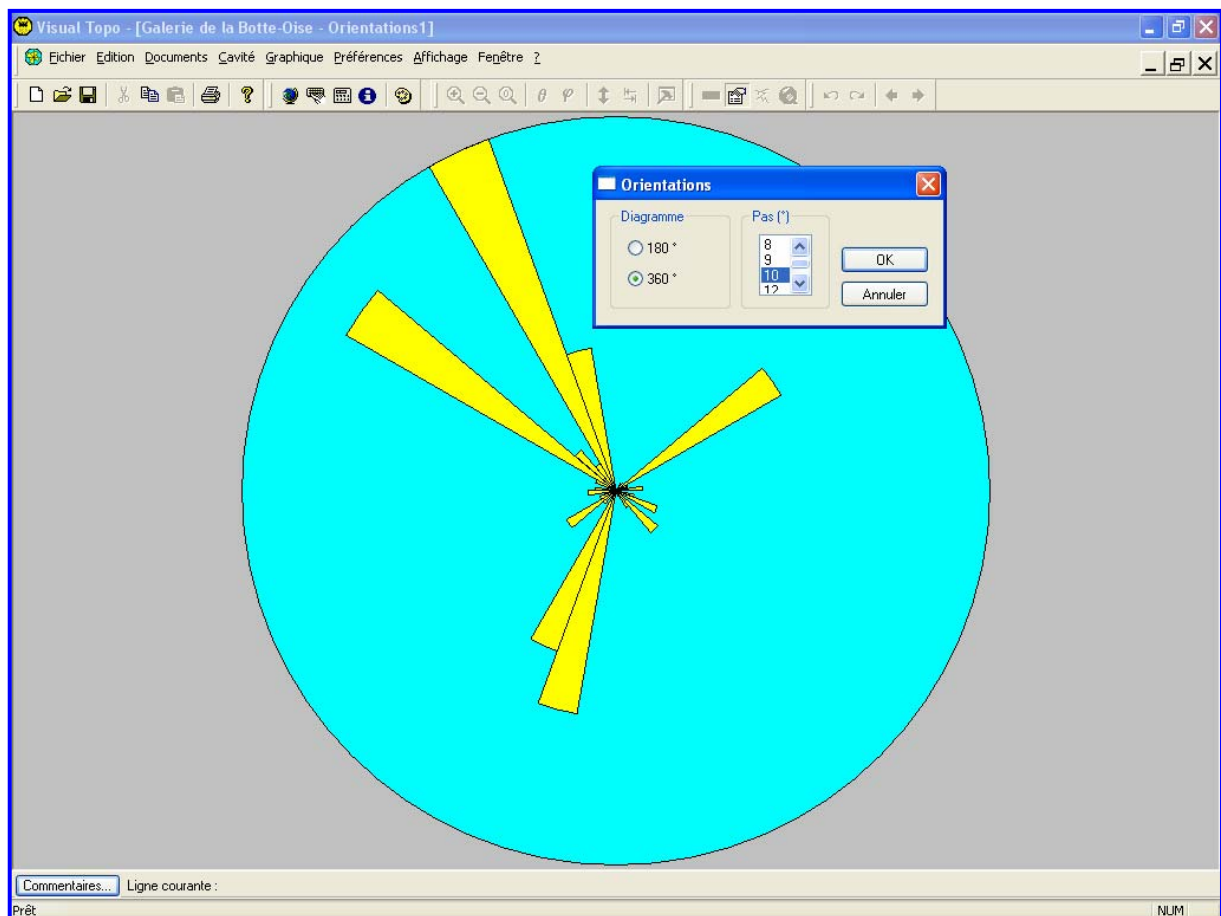 Visual Topo - [Galerie de la Botte-Oise - Orientations1]
Fichier Edition Documents Cavité Graphique Préférences Affichage Fenêtre ?
Orientations
Diagramme
180 °
360 °
Pas (°)
8
9
10
12
OK
Annuler
Commentaires... Ligne courante :
Prêt
NUM